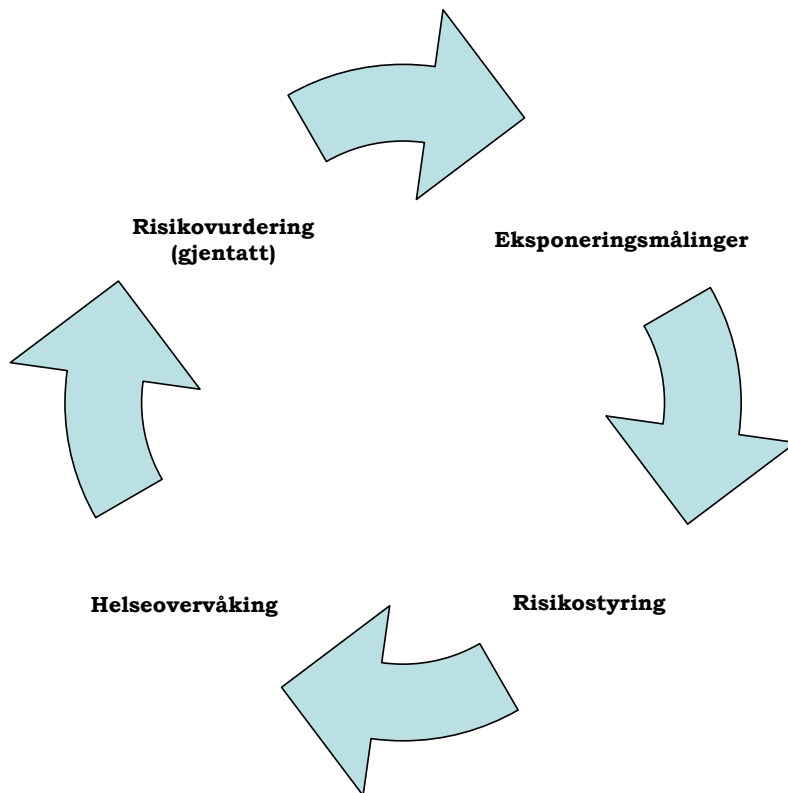 Risikovurdering
(gjentatt)
Eksponeringsmålinger
Helseovervåking
Risikostyring